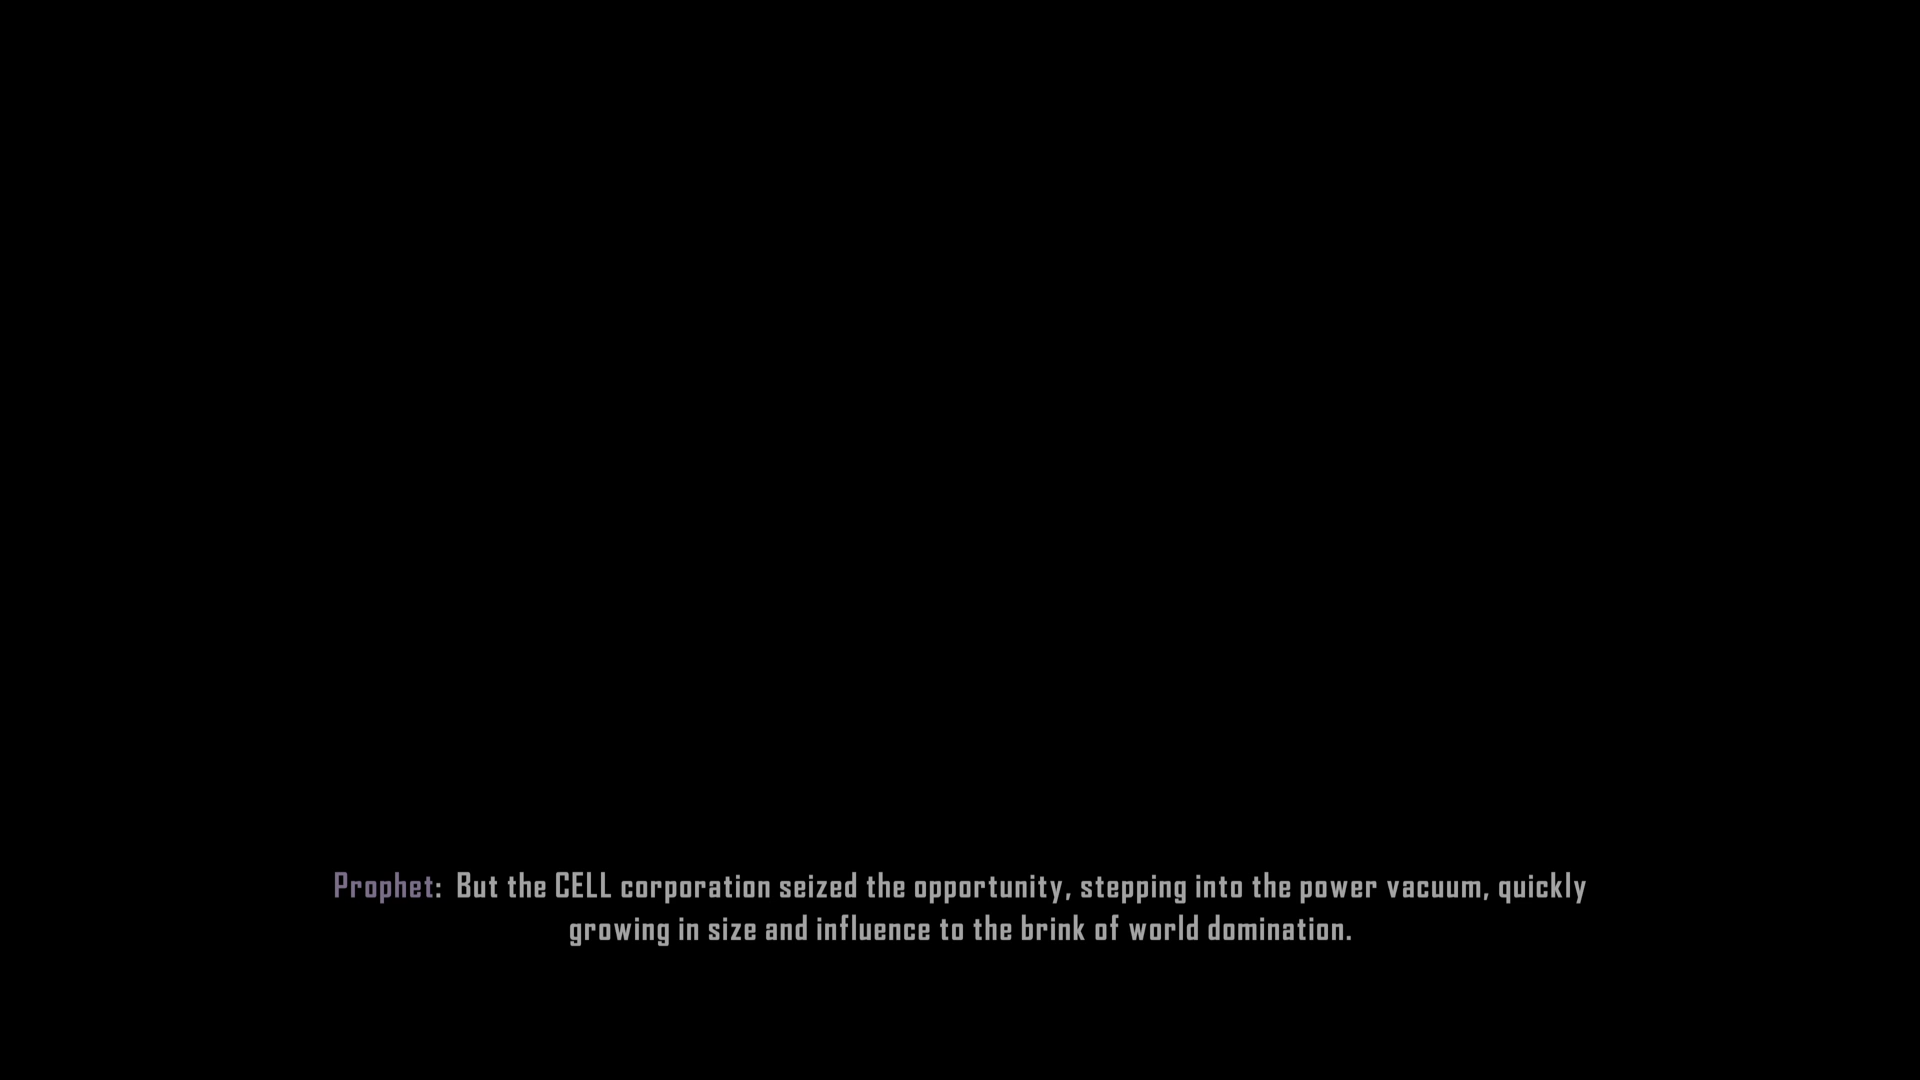 Prophet: But the CELL corporation seized the opportunity, stepping into the power vacuum, quickly
growing in size and influence to the brink of world domination.